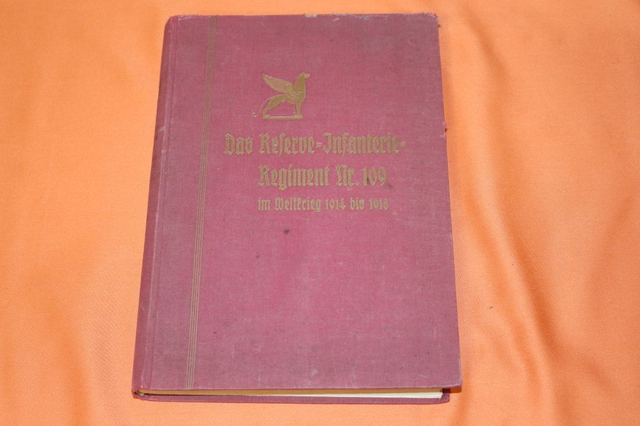 Das Reserve-Infanterie-
Regiment Nr. 109
im Weltkrieg 1914 bis 1918